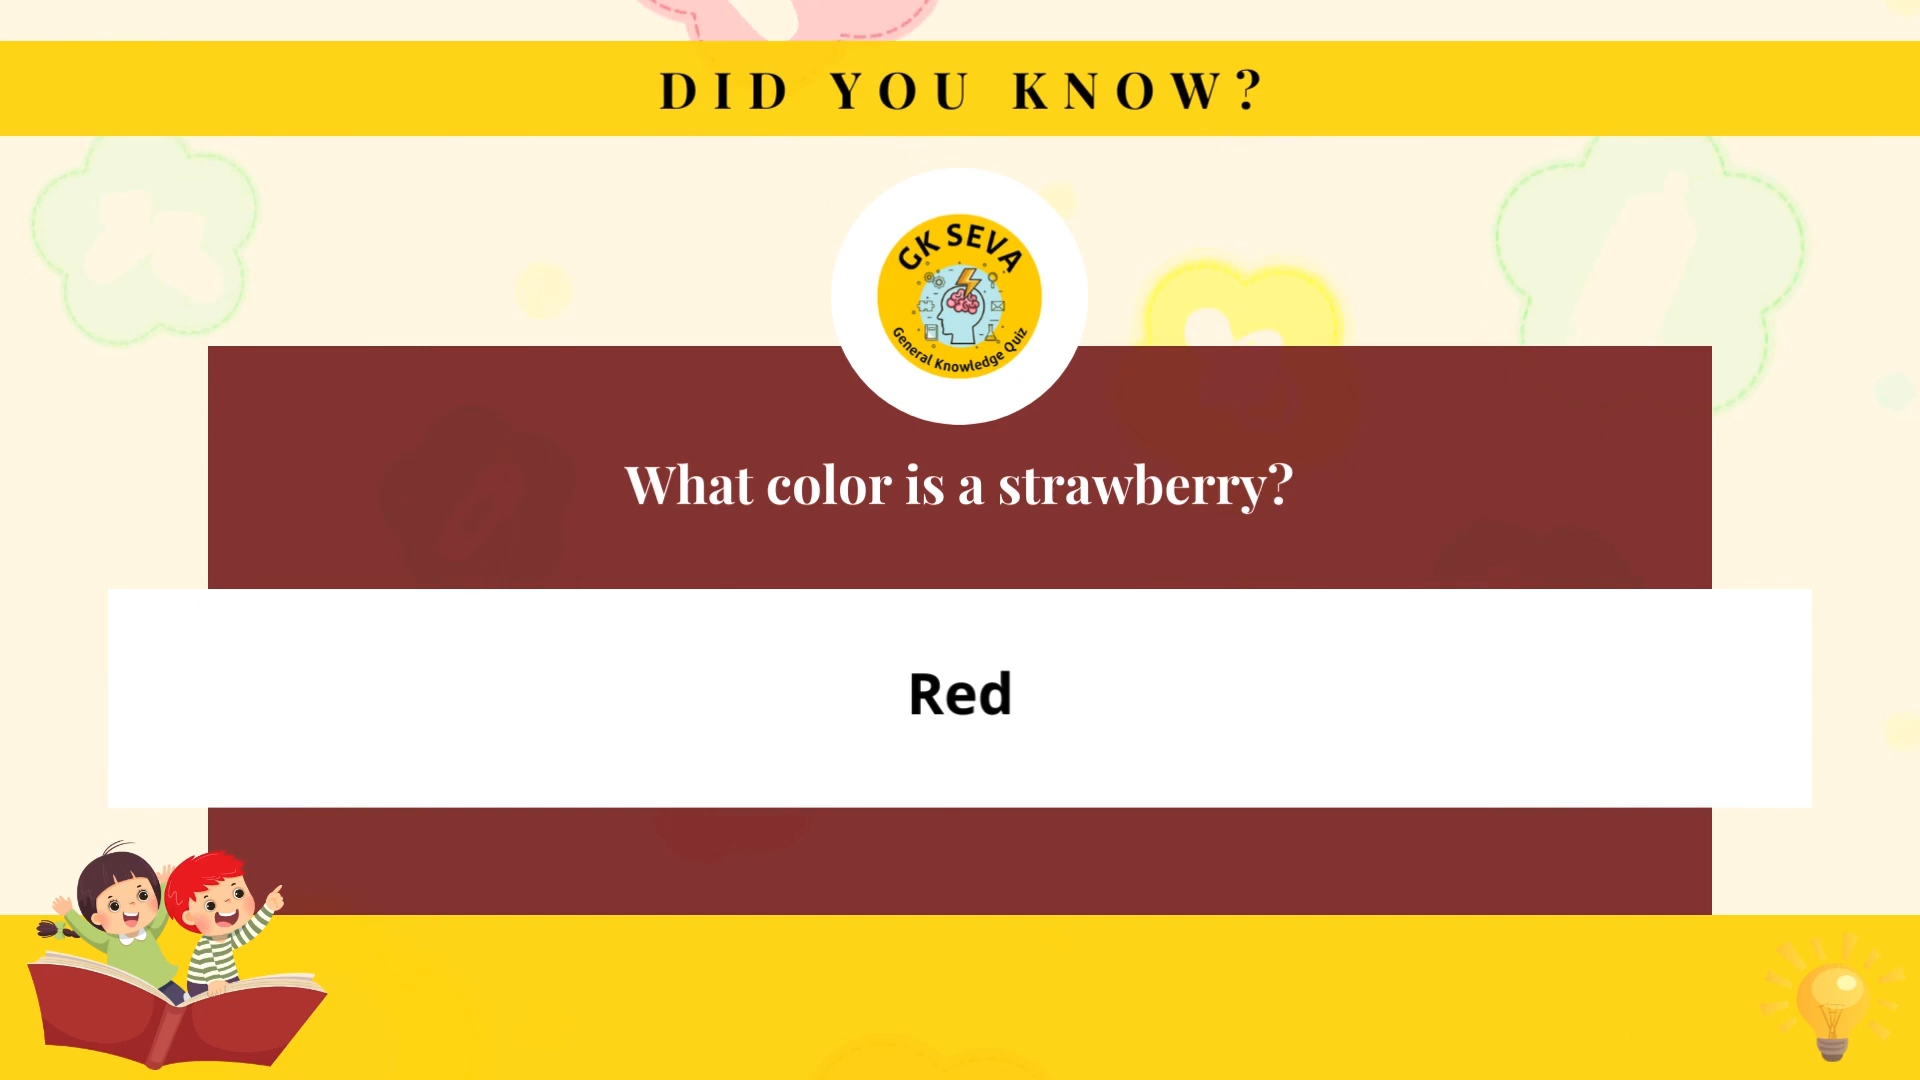 DID YOU KNOW?
GK SEVA
General Knowledge Quiz
What color is a strawberry?
Red